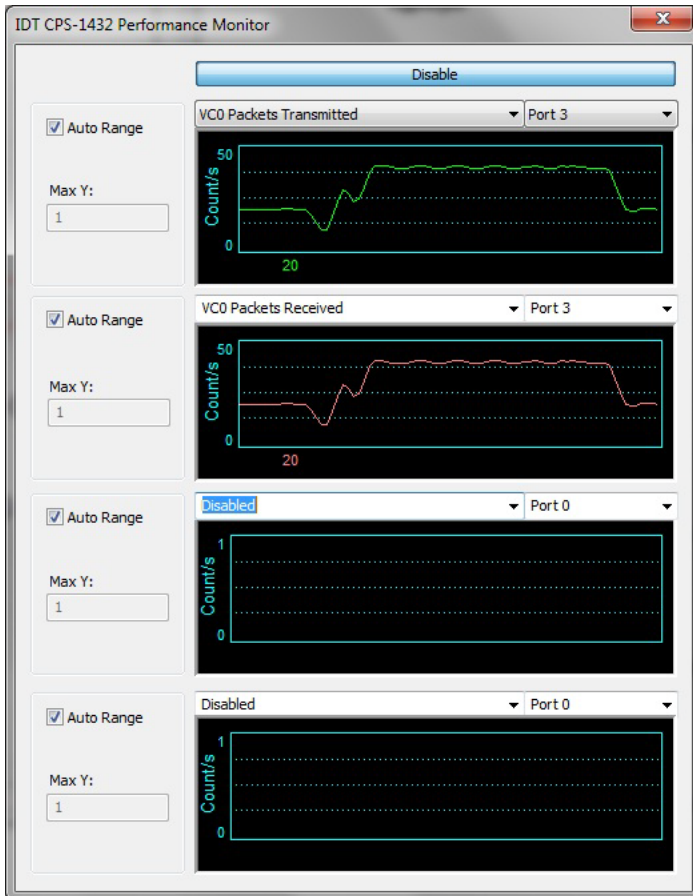 IDT CPS-1432 Performance Monitor
Disable
Auto Range
Max Y:
1
VC0 Packets Transmitted
Port 3
50
Count/s
0
20
Auto Range
Max Y:
1
VC0 Packets Received
Port 3
50
Count/s
0
20
Auto Range
Max Y:
1
Disabled
Port 0
1
Count/s
0
Auto Range
Max Y:
1
Disabled
Port 0
1
Count/s
0